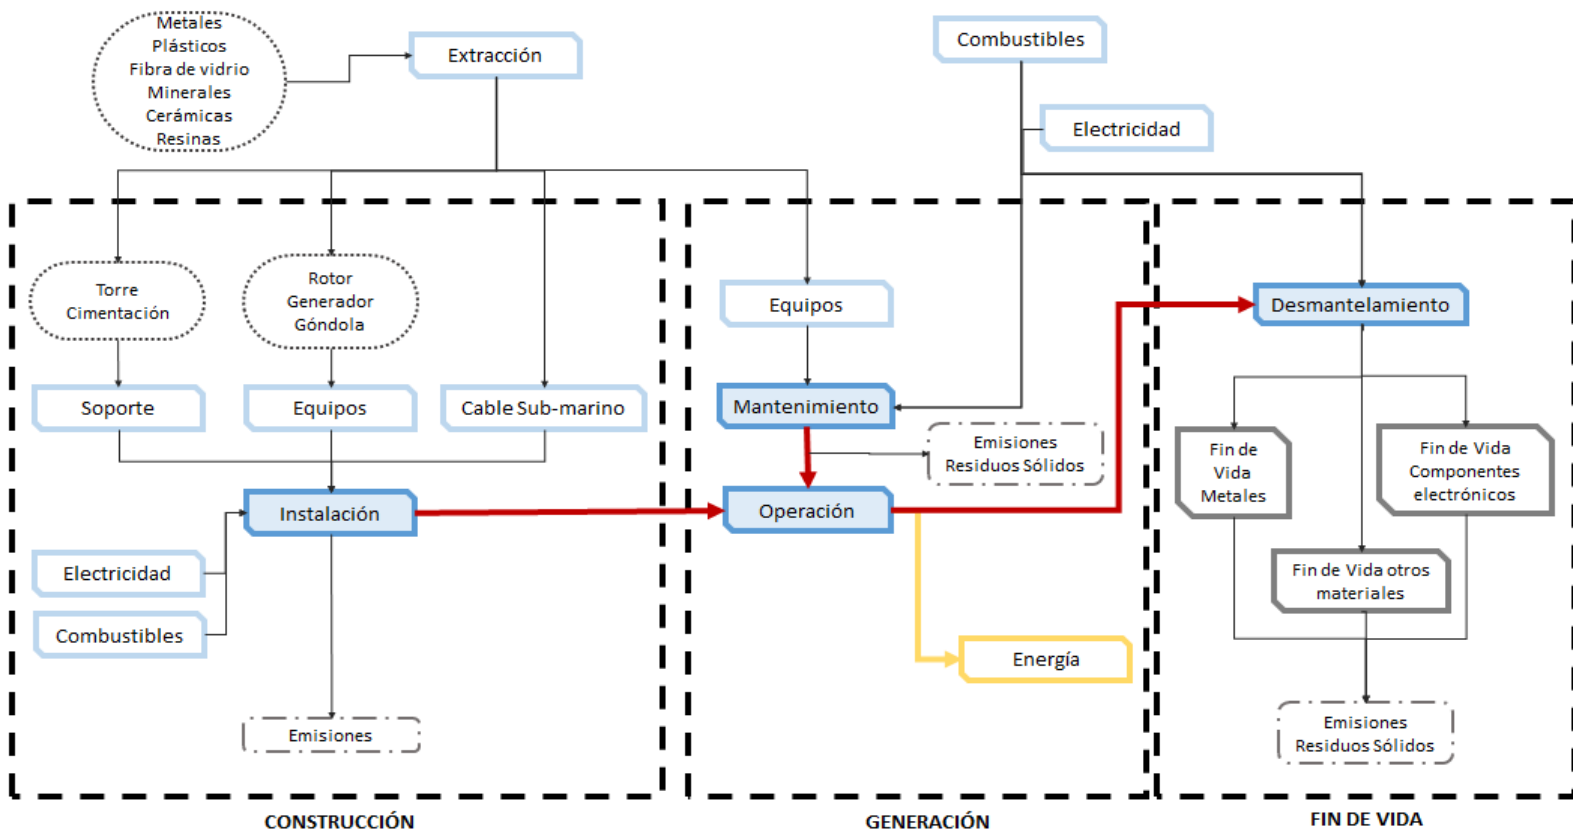 Metales
Plásticos
Fibra de vidrio
Minerales
Cerámicas
Resinas
Extracción
Combustibles
Electricidad
Torre
Cimentación
Rotor
Generador
Góndola
Soporte
Equipos
Cable Sub-marino
Instalación
Electricidad
Combustibles
Emisiones
CONSTRUCCIÓN
Equipos
Mantenimiento
Emisiones
Residuos Sólidos
Operación
Energía
GENERACIÓN
Desmantelamiento
Fin de
Vida
Metales
Fin de Vida
Componentes
electrónicos
Fin de Vida otros
materiales
Emisiones
Residuos Sólidos
FIN DE VIDA